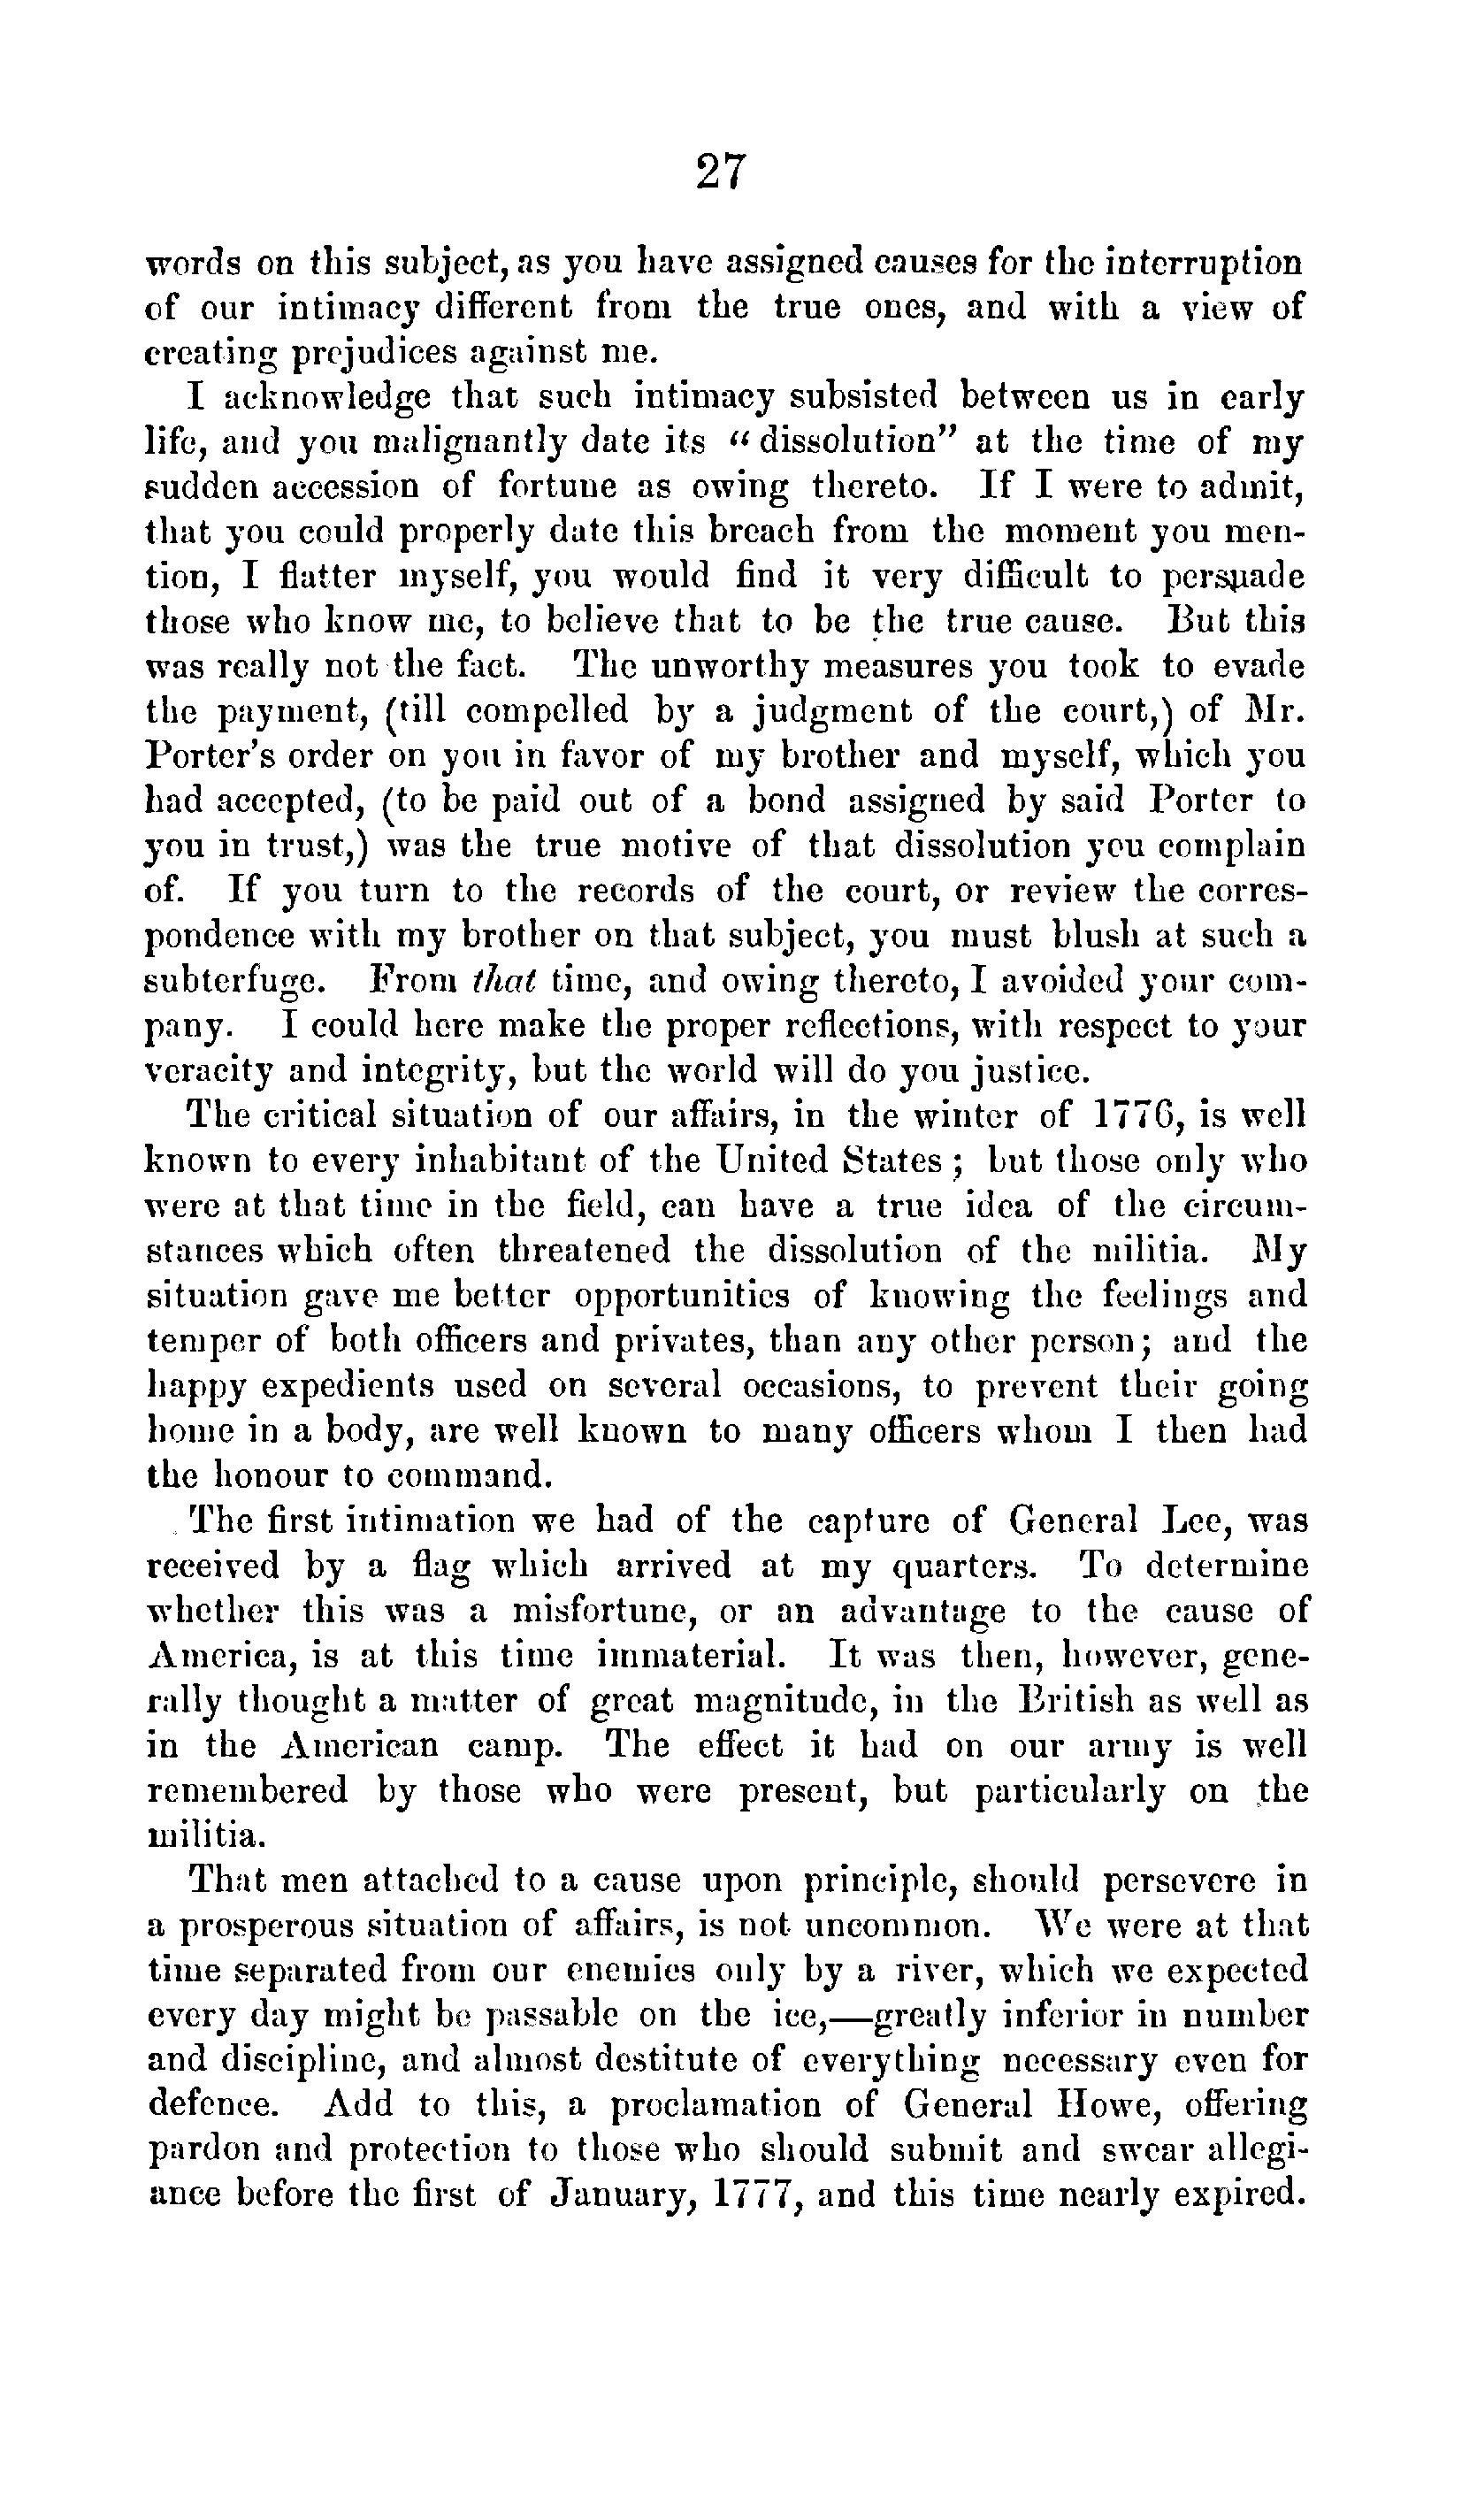 27
words on this subject, as you have assigned causes for the interruption
of our intimacy different from the true ones, and with a view of
creating prejudices against me.
I acknowledge that such intimacy subsisted between us in early
life, and you malignantly date its "dissolution" at the time of my
sudden accession of fortune as owing thereto. If I were to admit,
that you could properly date this breach from the moment you men-
tion, I flatter myself, you would find it very difficult to persuade
those who know me, to believe that to be the true cause. But this
was really not the fact. The unworthy measures you took to evade
the payment, (till compelled by a judgment of the court,) of Mr.
Porter's order on you in favor of my brother and myself, which you
had accepted, (to be paid out of a bond assigned by said Porter to
you in trust,) was the true motive of that dissolution you complain
of. If you turn to the records of the court, or review the corres-
pondence with my brother on that subject, you must blush at such a
subterfuge. From that time, and owing thereto, I avoided your com-
pany. I could here make the proper reflections, with respect to your
veracity and integrity, but the world will do you justice.
The critical situation of our affairs, in the winter of 1776, is well
known to every inhabitant of the United States; but those only who
were at that time in the field, can have a true idea of the circum-
stances which often threatened the dissolution of the militia. My
situation gave me better opportunities of knowing the feelings and
temper of both officers and privates, than any other person; and the
happy expedients used on several occasions, to prevent their going
home in a body, are well known to many officers whom I then had
the honour to command.
The first intimation we had of the capture of General Lee, was
received by a flag which arrived at my quarters. To determine
whether this was a misfortune, or an advantage to the cause of
America, is at this time immaterial. It was then, however, gene-
rally thought a matter of great magnitude, in the British as well as
in the American camp. The effect it had on our army is well
remembered by those who were present, but particularly on the
militia.
That men attached to a cause upon principle, should persevere in
a prosperous situation of affairs, is not uncommon. We were at that
time separated from our enemies only by a river, which we expected
every day might be passable on the ice,—greatly inferior in number
and discipline, and almost destitute of everything necessary even for
defence. Add to this, a proclamation of General Howe, offering
pardon and protection to those who should submit and swear allegi-
ance before the first of January, 1777, and this time nearly expired.